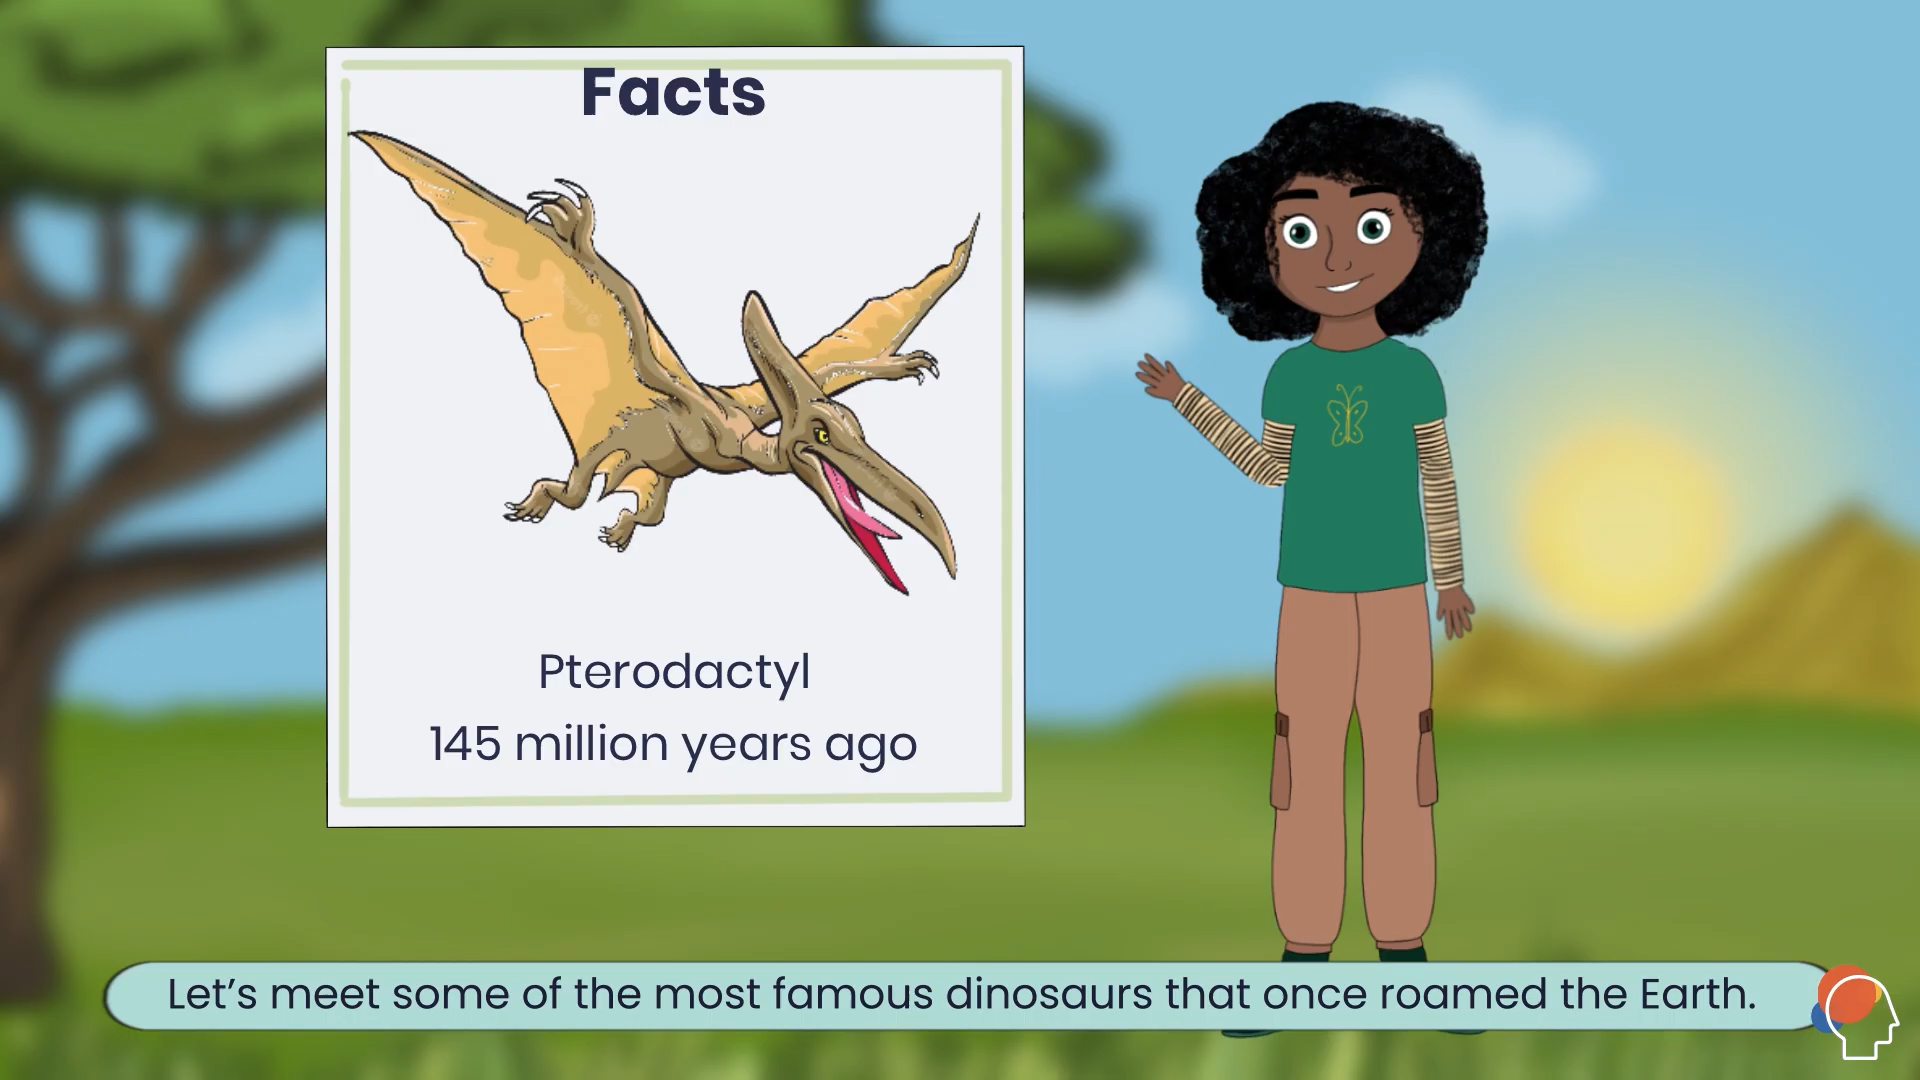 Facts
Pterodactyl
145 million years ago
Let's meet some of the most famous dinosaurs that once roamed the Earth.